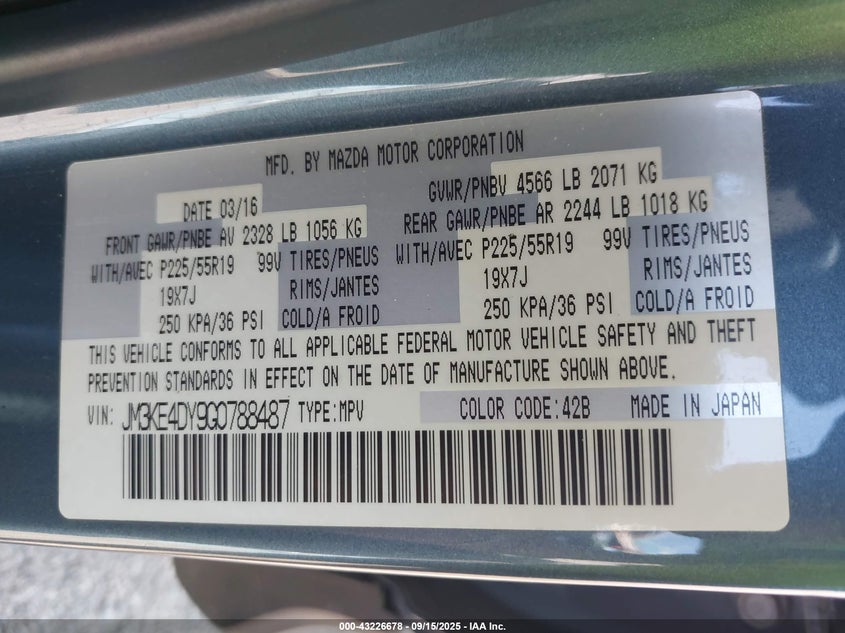 MFD. BY MAZDA MOTOR CORPORATION
DATE 03/16 GVWR/PNBV 4566 LB 2071 KG
FRONT GAWR/PNBE AV 2328 LB 1056 KG REAR GAWR/PNBE AR 2244 LB 1018 KG
WITH/AVEC P225/55R19 99V TIRES/PNEUS WITH/AVEC P225/55R19 99V TIRES/PNEUS
19X7J RIMS/JANTES 19X7J RIMS/JANTES
250 KPA/36 PSI COLD/A FROID 250 KPA/36 PSI COLD/A FROID
THIS VEHICLE CONFORMS TO ALL APPLICABLE FEDERAL MOTOR VEHICLE SAFETY AND THEFT
PREVENTION STANDARDS IN EFFECT ON THE DATE OF MANUFACTURE SHOWN ABOVE.
VIN: JM3KE4DY9G0788487 TYPE:MPV COLOR CODE:42B MADE IN JAPAN
000-43226678 - 09/15/2025 - IAA Inc.